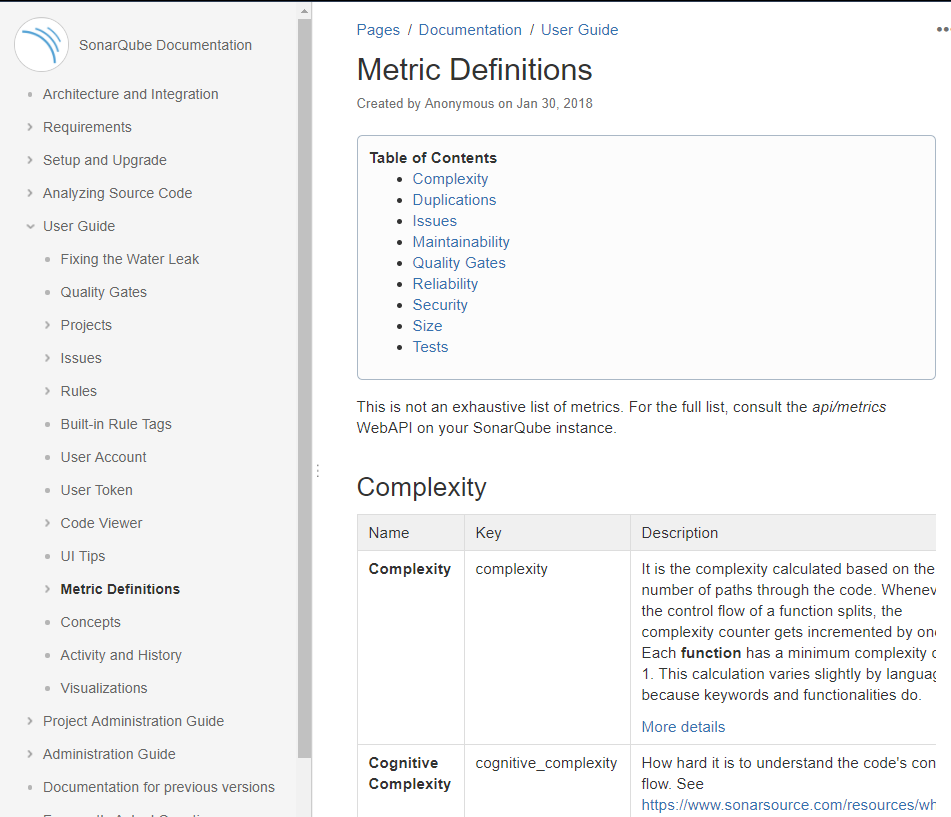 SonarQube Documentation
Architecture and Integration
Requirements
Setup and Upgrade
Analyzing Source Code
User Guide
Fixing the Water Leak
Quality Gates
Projects
Issues
Rules
Built-in Rule Tags
User Account
User Token
Code Viewer
UI Tips
Metric Definitions
Concepts
Activity and History
Visualizations
Project Administration Guide
Administration Guide
Documentation for previous versions
Pages / Documentation / User Guide
Metric Definitions
Created by Anonymous on Jan 30, 2018
Table of Contents
Complexity
Duplications
Issues
Maintainability
Quality Gates
Reliability
Security
Size
Tests
This is not an exhaustive list of metrics. For the full list, consult the api/metrics
WebAPI on your SonarQube instance.
Complexity
Name Key Description
Complexity complexity It is the complexity calculated based on the
number of paths through the code. Whenev
the control flow of a function splits, the
complexity counter gets incremented by on
Each function has a minimum complexity
1. This calculation varies slightly by languag
because keywords and functionalities do.
More details
Cognitive cognitive_complexity How hard it is to understand the code's con
Complexity flow. See
https://www.sonarsource.com/resources/wh